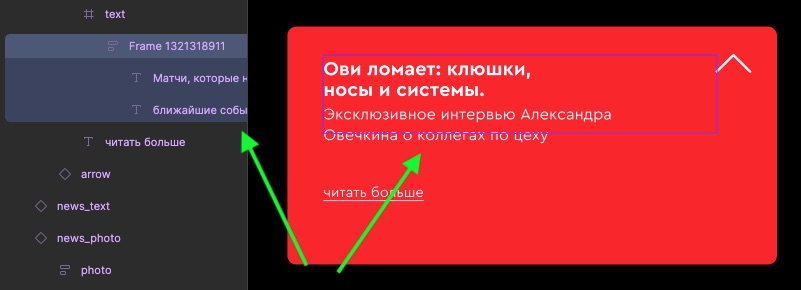 text
Frame 1321318911
Матчи, которые н
ближайшие собы
читать больше
arrow
news_text
news_photo
photo
Ови ломает: клюшки,
носы и системы.
Эксклюзивное интервью Александра
Овечкина о коллегах по цеху
читать больше